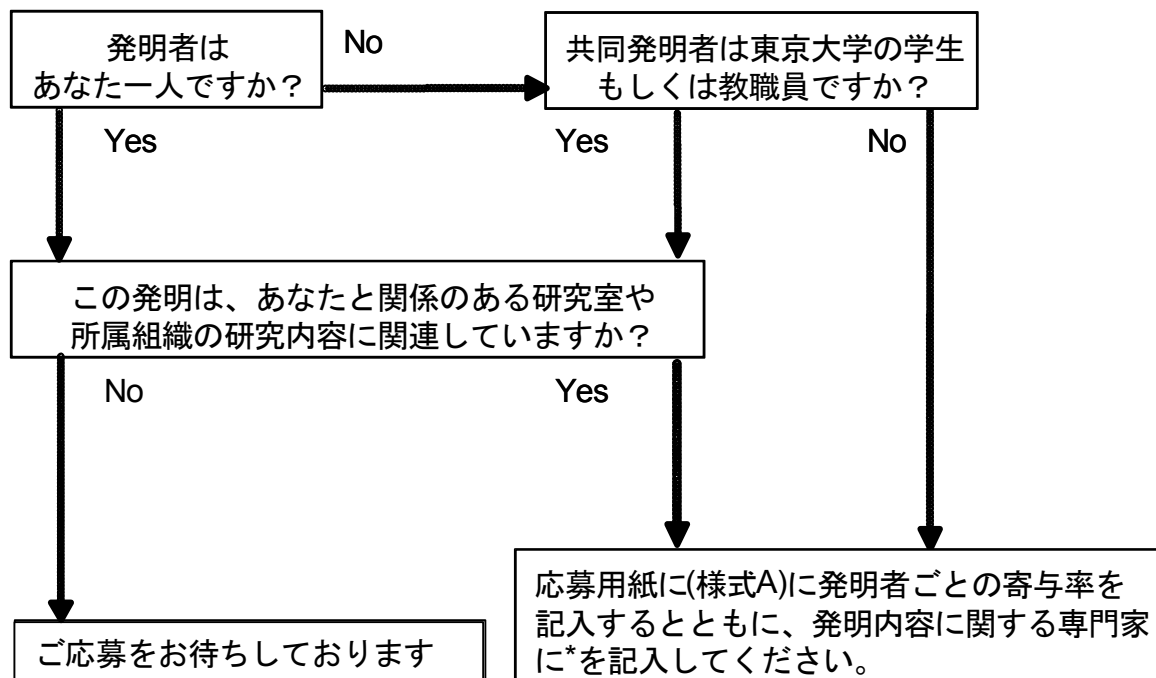 発明者は
あなた一人ですか？
No
共同発明者は東京大学の学生
もしくは教職員ですか？
Yes
Yes
No
この発明は、あなたと関係のある研究室や
所属組織の研究内容に関連していますか？
No
Yes
応募用紙に(様式A)に発明者ごとの寄与率を
記入するとともに、発明内容に関する専門家
に*を記入してください。
ご応募をお待ちしております